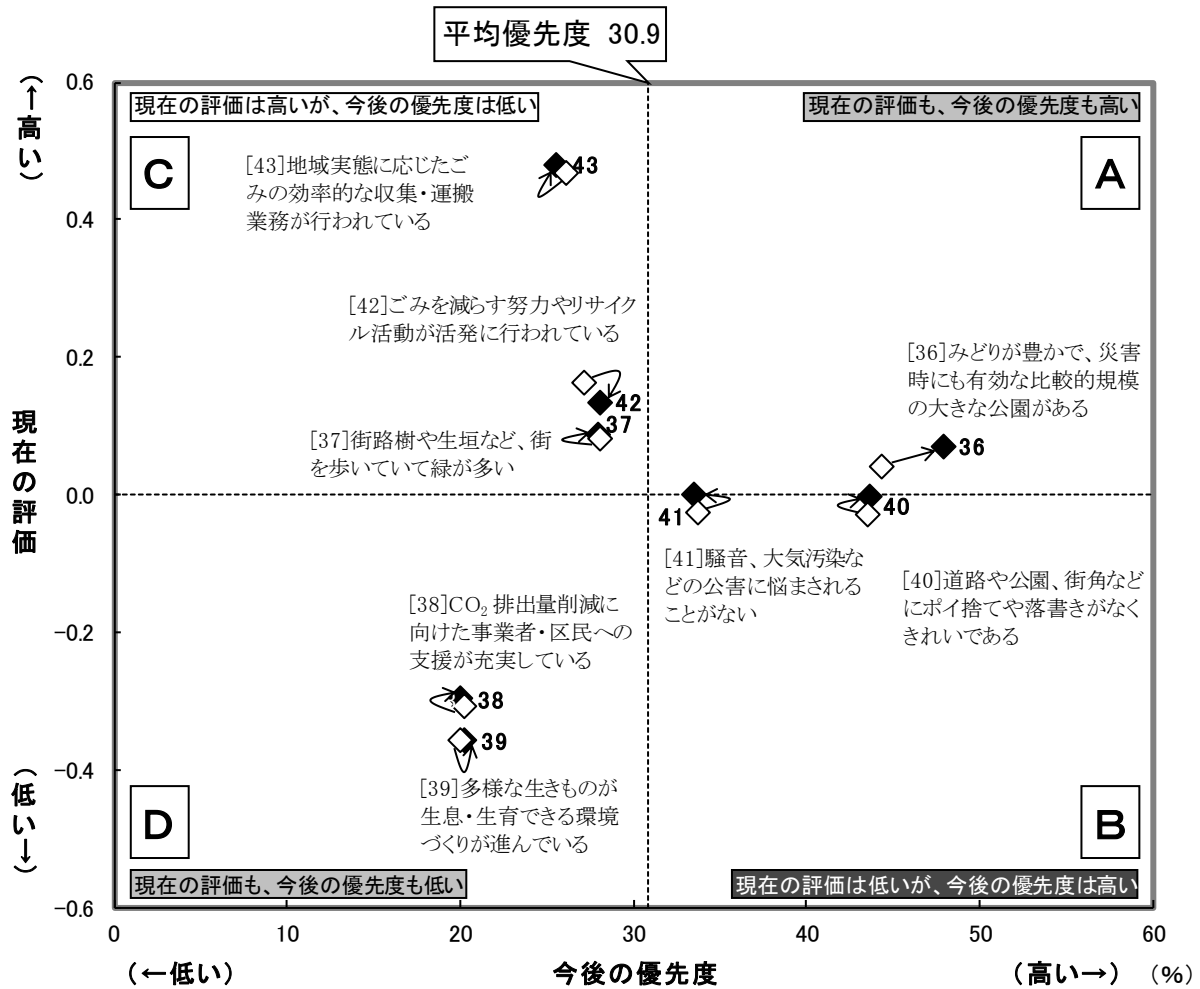 平均優先度 30.9
(↑高い)
0.6
0.4
0.2
0.0
−0.2
−0.4
−0.6
現在の評価
(低い↓)
現在の評価は高いが、今後の優先度は低い
現在の評価も、今後の優先度も高い
C
A
[43]地域実態に応じたご
みの効率的な収集・運搬
業務が行われている
43
[42]ごみを減らす努力やリサイク
ル活動が活発に行われている
42
37
[37]街路樹や生垣など、街
を歩いていて緑が多い
[36]みどりが豊かで、災害
時にも有効な比較的規模
の大きな公園がある
36
41
40
[41]騒音、大気汚染な
どの公害に悩まされる
ことがない
[40]道路や公園、街角など
にポイ捨てや落書きがなく
きれいである
[38]CO₂ 排出量削減に
向けた事業者・区民への
支援が充実している
38
39
[39]多様な生きものが
生息・生育できる環境
づくりが進んでいる
D
B
現在の評価も、今後の優先度も低い
現在の評価は低いが、今後の優先度は高い
0 10 20 30 40 50 60
(←低い) 今後の優先度 (高い→) (%)